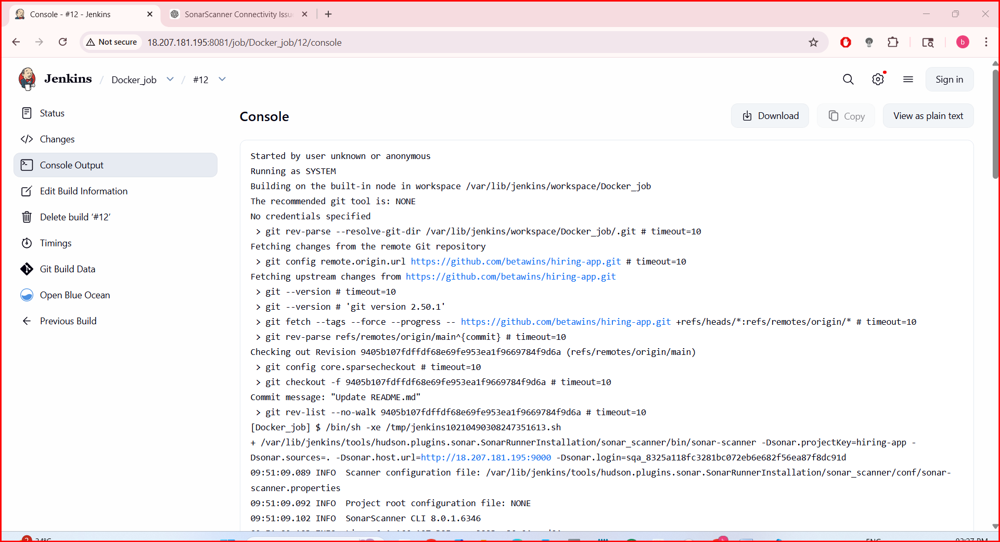 Console - #12 - Jenkins
SonarScanner Connectivity Issu
Not secure
18.207.181.195:8081/job/Docker_job/12/console
b
Jenkins / Docker_job / #12
Sign in
Status
Changes
Console Output
Edit Build Information
Delete build ‘#12’
Timings
Git Build Data
Open Blue Ocean
Previous Build
Console
Download
Copy
View as plain text
Started by user unknown or anonymous
Running as SYSTEM
Building on the built-in node in workspace /var/lib/jenkins/workspace/Docker_job
The recommended git tool is: NONE
No credentials specified
> git rev-parse --resolve-git-dir /var/lib/jenkins/workspace/Docker_job/.git # timeout=10
Fetching changes from the remote Git repository
> git config remote.origin.url https://github.com/betawins/hiring-app.git # timeout=10
Fetching upstream changes from https://github.com/betawins/hiring-app.git
> git --version # timeout=10
> git --version # 'git version 2.50.1'
> git fetch --tags --force --progress -- https://github.com/betawins/hiring-app.git +refs/heads/*:refs/remotes/origin/* # timeout=10
> git rev-parse refs/remotes/origin/main^{commit} # timeout=10
Checking out Revision 9405b107fdffdf68e69fe953ea1f9669784f9d6a (refs/remotes/origin/main)
> git config core.sparsecheckout # timeout=10
> git checkout -f 9405b107fdffdf68e69fe953ea1f9669784f9d6a # timeout=10
Commit message: "Update README.md"
> git rev-list --no-walk 9405b107fdffdf68e69fe953ea1f9669784f9d6a # timeout=10
[Docker_job] $ /bin/sh -xe /tmp/jenkins10210490308247351613.sh
+ /var/lib/jenkins/tools/hudson.plugins.sonar.SonarRunnerInstallation/sonar_scanner/bin/sonar-scanner -Dsonar.projectKey=hiring-app -
Dsonar.sources=. -Dsonar.host.url=http://18.207.181.195:9000 -Dsonar.login=sqa_8325a118fc3281bc072eb6e682f56ea87f8dc91d
09:51:09.089 INFO  Scanner configuration file: /var/lib/jenkins/tools/hudson.plugins.sonar.SonarRunnerInstallation/sonar_scanner/conf/sonar-
scanner.properties
09:51:09.092 INFO  Project root configuration file: NONE
09:51:09.102 INFO  SonarScanner CLI 8.0.1.6346